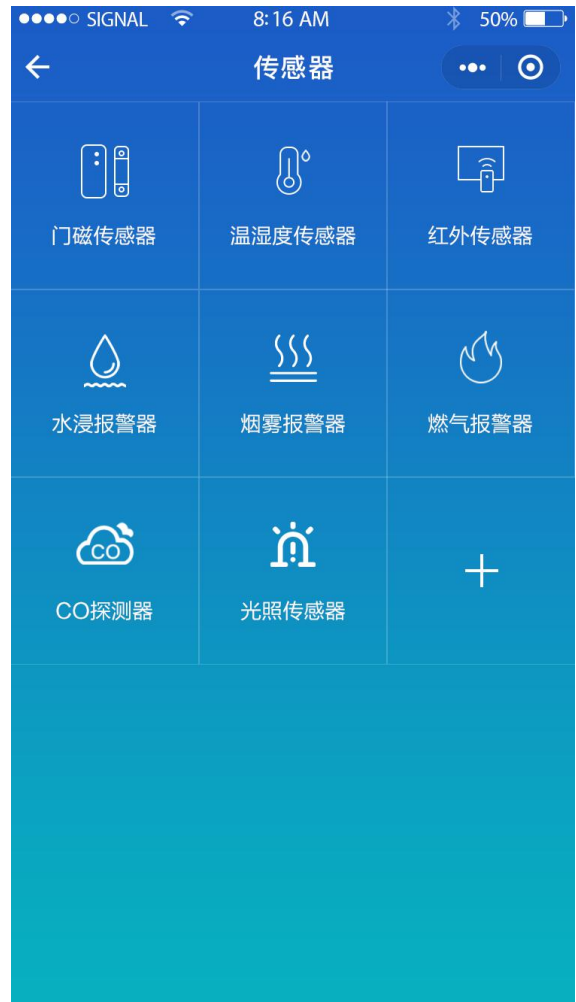 SIGNAL 8:16 AM 50%
传感器
门磁传感器 温湿度传感器 红外传感器
水浸报警器 烟雾报警器 燃气报警器
CO
CO探测器 光照传感器